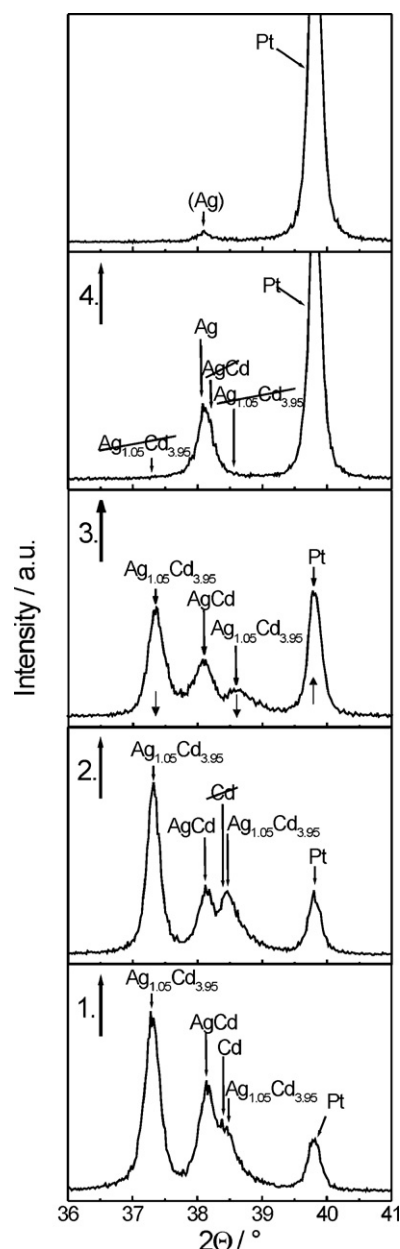 Pt
(Ag)
4.
Pt
Ag
AgCd
Ag1.05Cd3.95
Ag1.05Cd3.95
3.
Ag1.05Cd3.95
AgCd
Pt
Ag1.05Cd3.95
Intensity / a.u.
2.
Ag1.05Cd3.95
Cd
AgCd
Ag1.05Cd3.95
Pt
1.
Ag1.05Cd3.95
AgCd
Cd
Ag1.05Cd3.95
Pt
36 37 38 39 40 41
2Θ / °